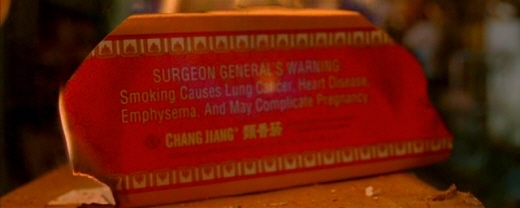 SURGEON GENERAL'S WARNING
Smoking Causes Lung Cancer, Heart Disease,
Emphysema, And May Complicate Pregnancy
CHANG JIANG